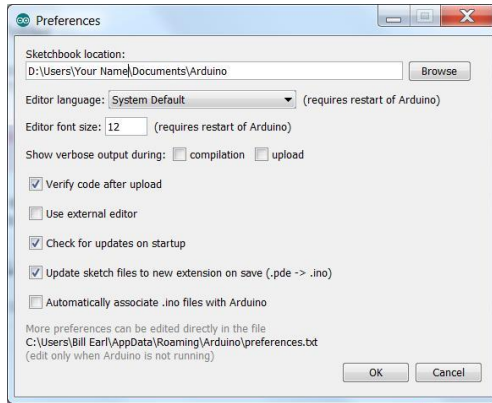 Preferences
Sketchbook location:
D:\Users\Your Name\Documents\Arduino Browse
Editor language: System Default (requires restart of Arduino)
Editor font size: 12 (requires restart of Arduino)
Show verbose output during: compilation upload
Verify code after upload
Use external editor
Check for updates on startup
Update sketch files to new extension on save (.pde -> .ino)
Automatically associate .ino files with Arduino
More preferences can be edited directly in the file
C:\Users\Bill Earl\AppData\Roaming\Arduino\preferences.txt
(edit only when Arduino is not running)
OK Cancel